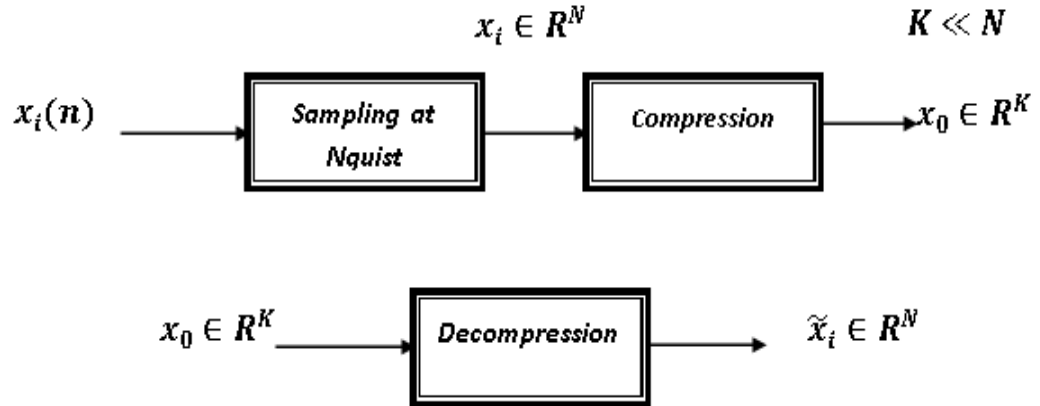 x_i ∈ R^N
K ≪ N
x_i(n)
Sampling at
Nquist
Compression
x_0 ∈ R^K
x_0 ∈ R^K
Decompression
x̃_i ∈ R^N